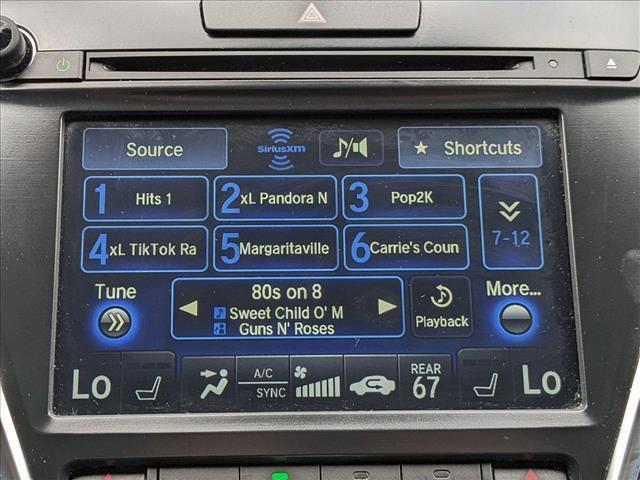 Source
SiriusXM
★ Shortcuts
1 Hits 1
2 xL Pandora N
3 Pop2K
4 xL TikTok Ra
5 Margaritaville
6 Carrie's Coun
7-12
Tune
80s on 8
Sweet Child O' M
Guns N' Roses
Playback
More...
Lo
A/C
SYNC
REAR
67
Lo